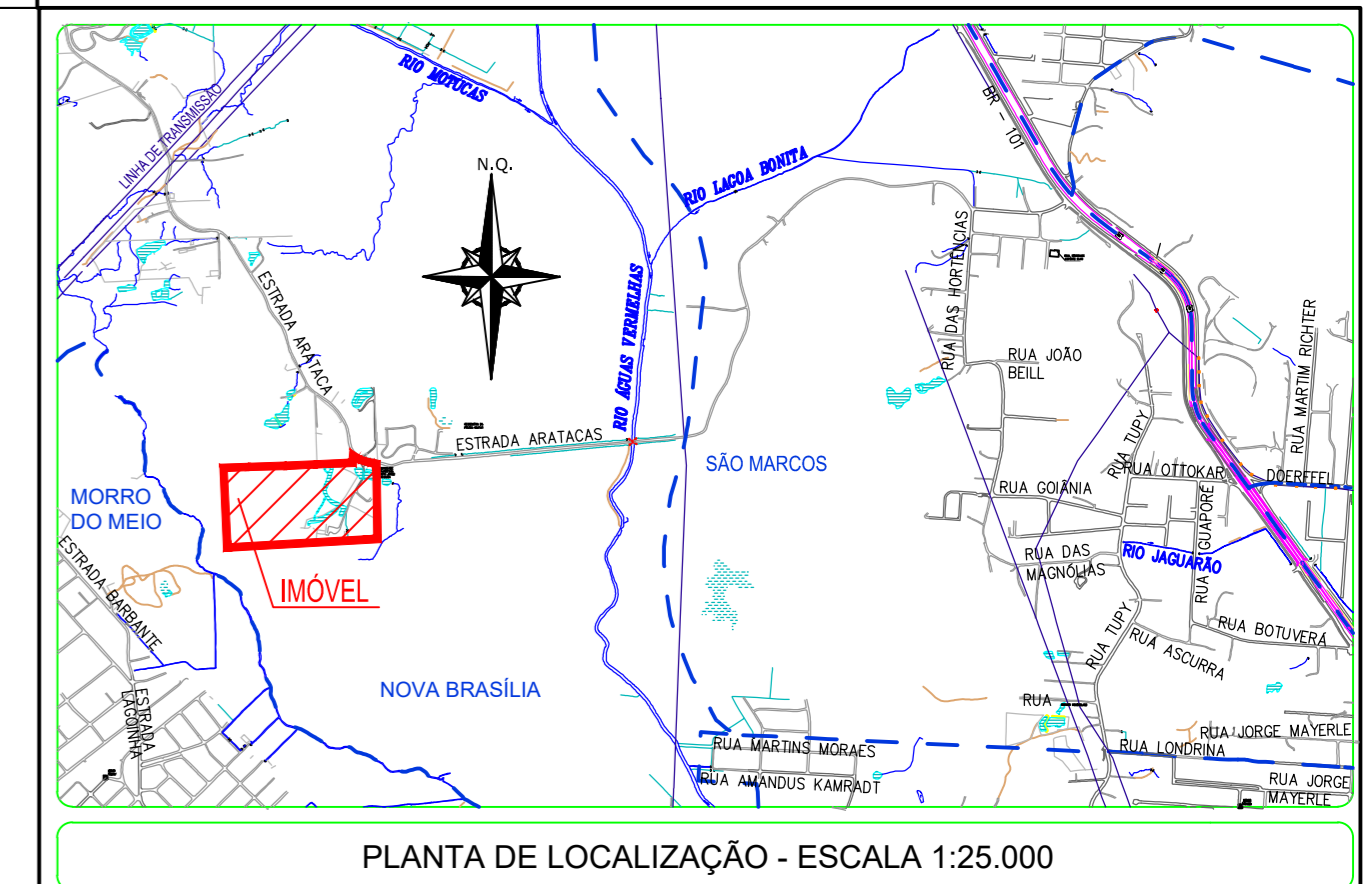 RIO MOTUCAS
LINHA DE TRANSMISSÃO
BR - 101
N.Q.
RIO LAGOA BONITA
RUA DAS HORTENCIAS
ESTRADA ARATACA
RIO ÁGUAS VERMELHAS
RUA MARTIM RICHTER
RUA JOÃO
BEILL
RUA TUPY
ESTRADA ARATACAS
SÃO MARCOS
RUA OTTOKAR
DOERFFEL
MORRO
DO MEIO
RUA GOIÂNIA
RUA GUAPORÉ
ESTRADA BARBANTE
RUA DAS
MAGNÓLIAS
RIO JAGUARÃO
IMÓVEL
RUA TUPY
RUA BOTUVERÁ
RUA ASCURRA
NOVA BRASÍLIA
ESTRADA
LAGOINHA
RUA
RUA JORGE MAYERLE
RUA MARTINS MORAES
RUA LONDRINA
RUA AMANDUS KAMRADT
RUA JORGE
MAYERLE
PLANTA DE LOCALIZAÇÃO - ESCALA 1:25.000